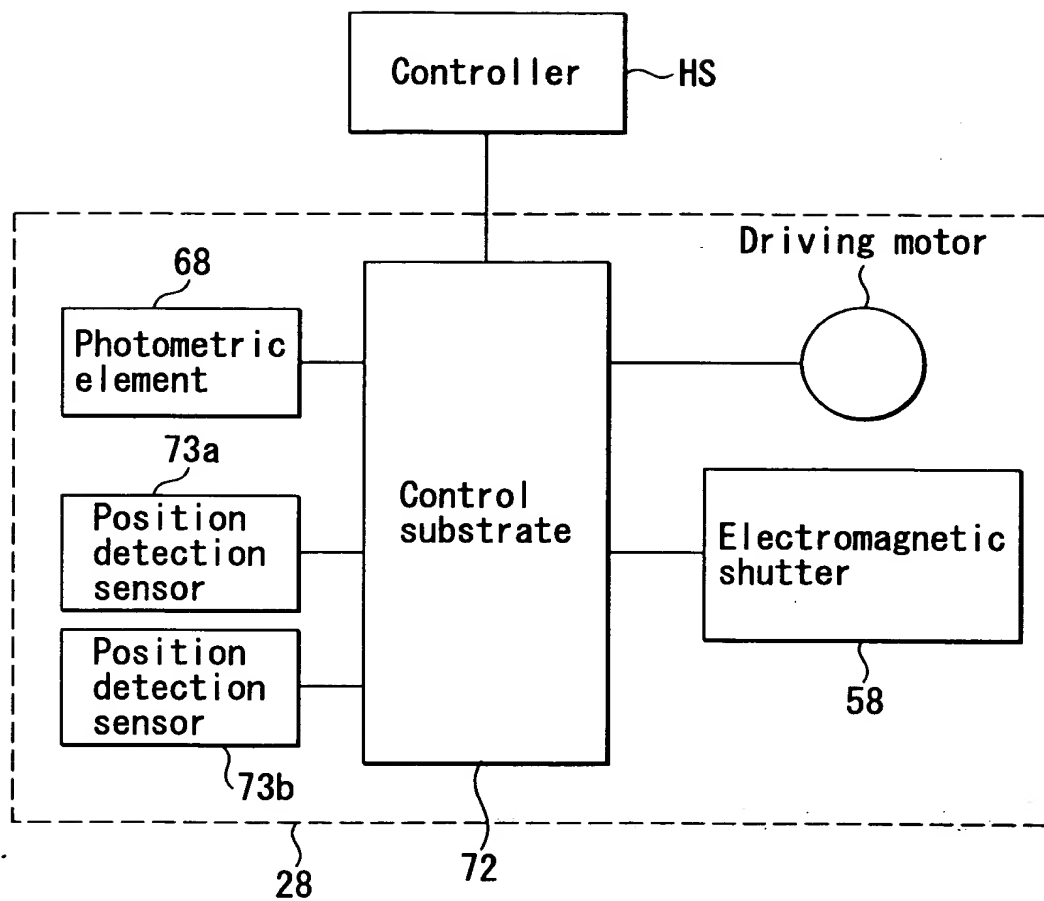 Controller
HS
Driving motor
68
Photometric
element
73a
Position
detection
sensor
Control
substrate
Electromagnetic
shutter
Position
detection
sensor
58
73b
72
28